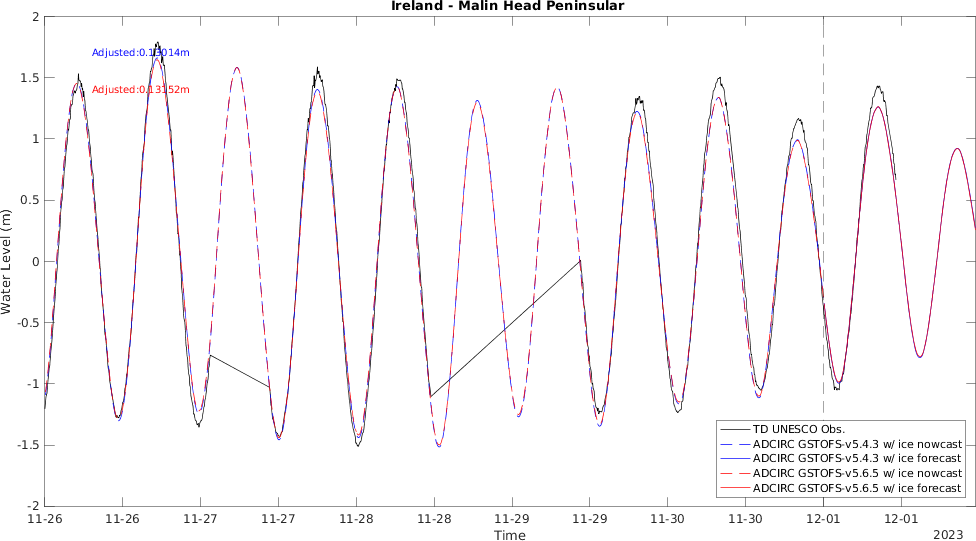 Ireland - Malin Head Peninsular
2
1.5
1
0.5
0
-0.5
-1
-1.5
-2
Water Level (m)
Adjusted:0.13014m
Adjusted:0.13152m
TD UNESCO Obs.
ADCIRC GSTOFS-v5.4.3 w/ ice nowcast
ADCIRC GSTOFS-v5.4.3 w/ ice forecast
ADCIRC GSTOFS-v5.6.5 w/ ice nowcast
ADCIRC GSTOFS-v5.6.5 w/ ice forecast
11-26 11-26 11-27 11-27 11-28 11-28 11-29 11-29 11-30 11-30 12-01 12-01
Time
2023